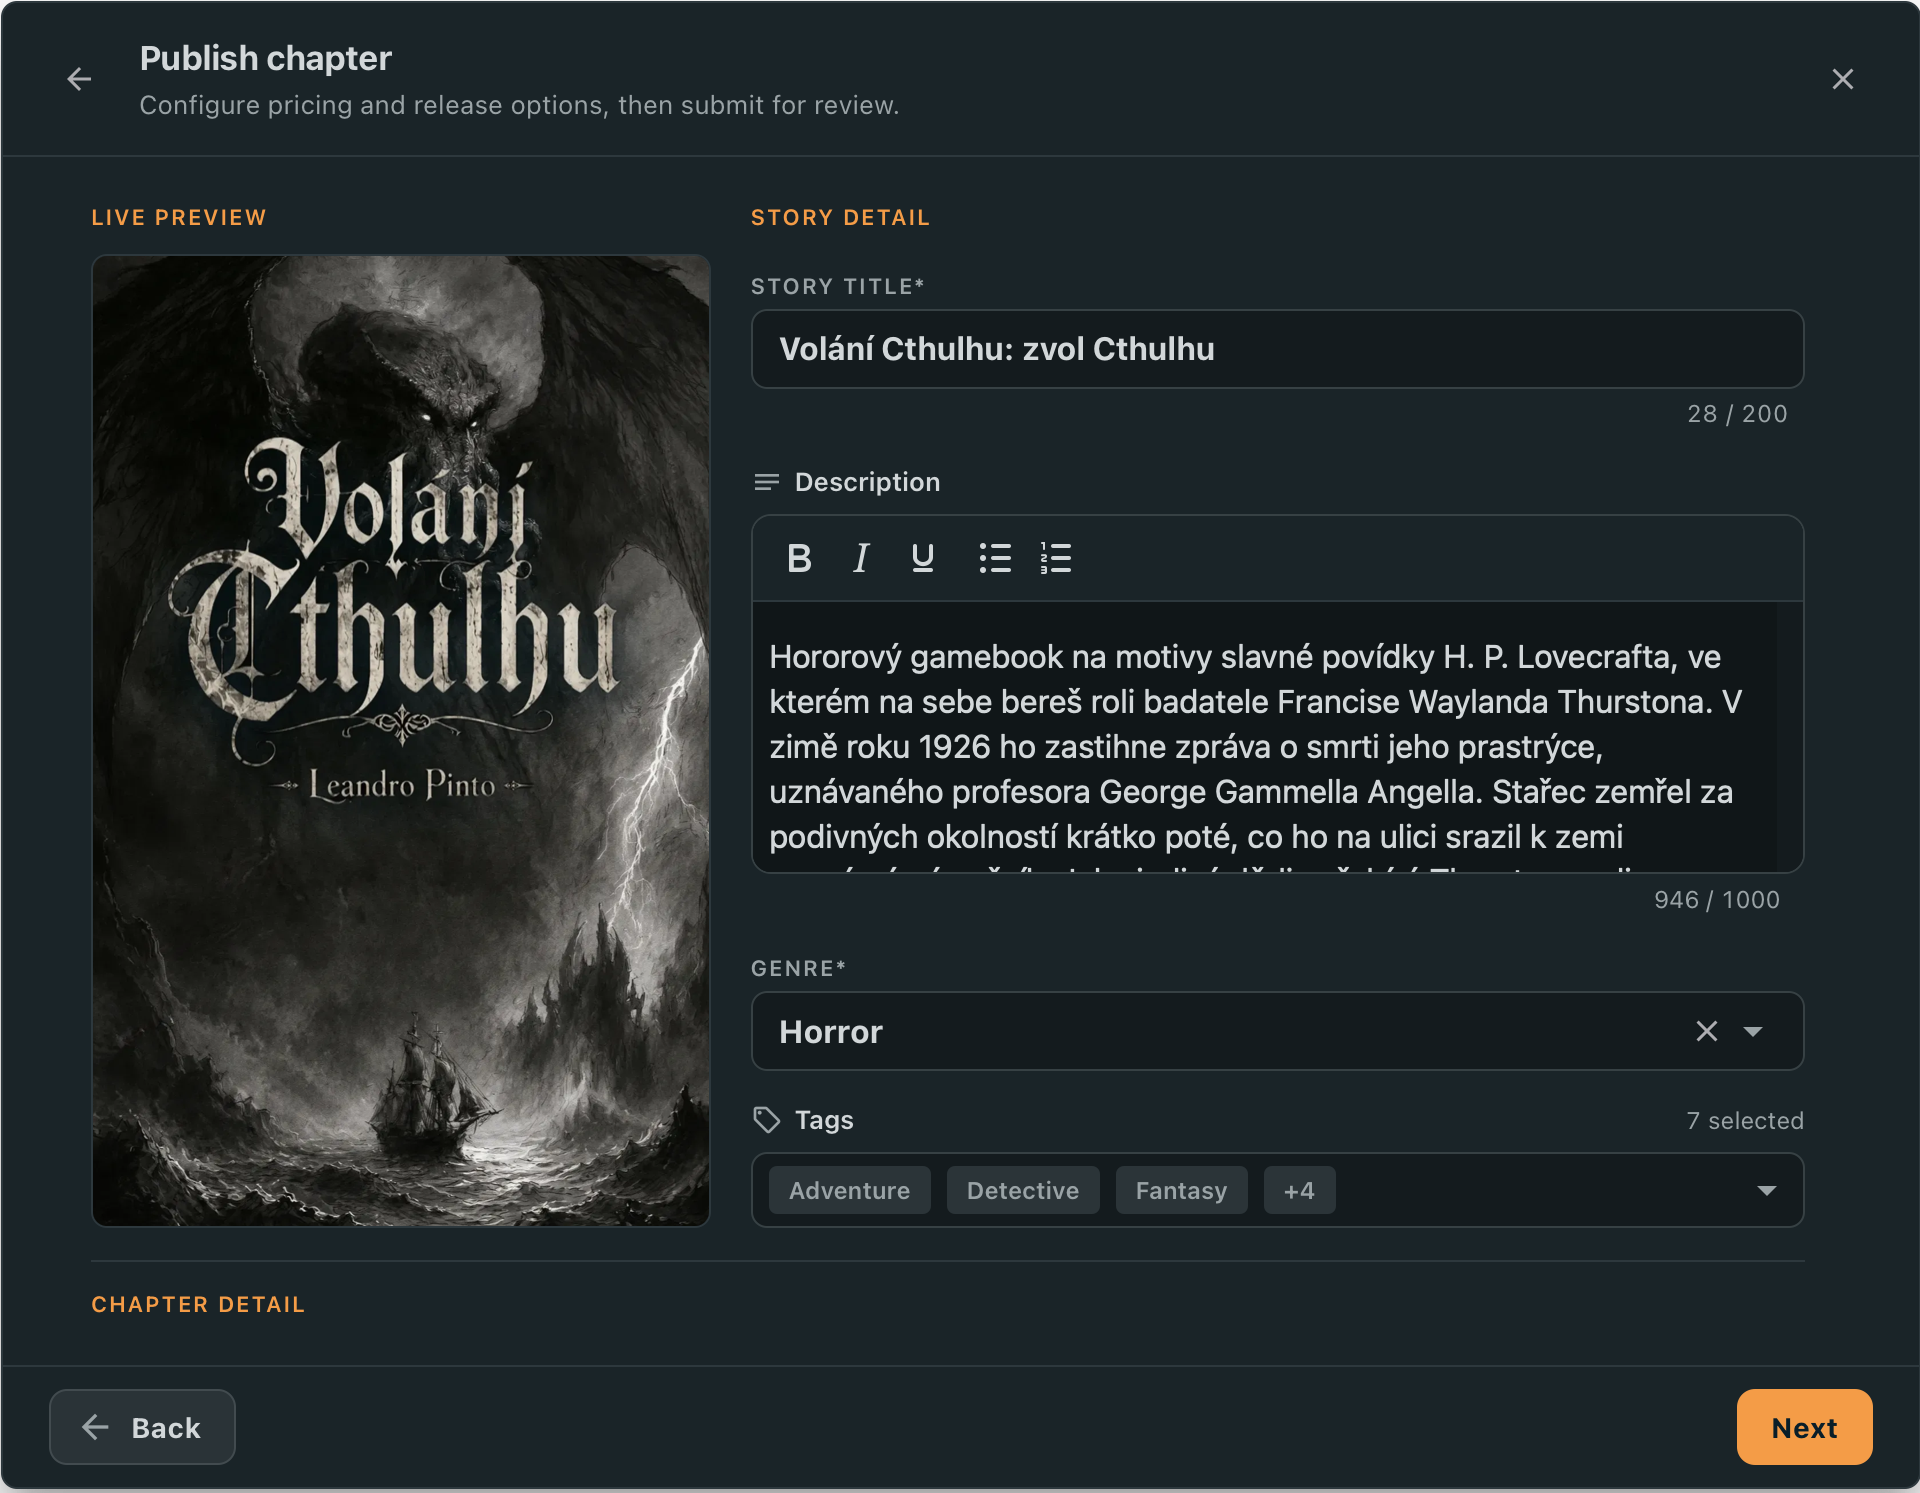 Publish chapter
Configure pricing and release options, then submit for review.
LIVE PREVIEW
Volání
Cthulhu
Leandro Pinto
STORY DETAIL
STORY TITLE*
Volání Cthulhu: zvol Cthulhu
28 / 200
Description
B I U
Hororový gamebook na motivy slavné povídky H. P. Lovecrafta, ve
kterém na sebe bereš roli badatele Francise Waylanda Thurstona. V
zimě roku 1926 ho zastihne zpráva o smrti jeho prastrýce,
uznávaného profesora George Gammella Angella. Stařec zemřel za
podivných okolností krátko poté, co ho na ulici srazil k zemi
946 / 1000
GENRE*
Horror
Tags
7 selected
Adventure Detective Fantasy +4
CHAPTER DETAIL
Back
Next